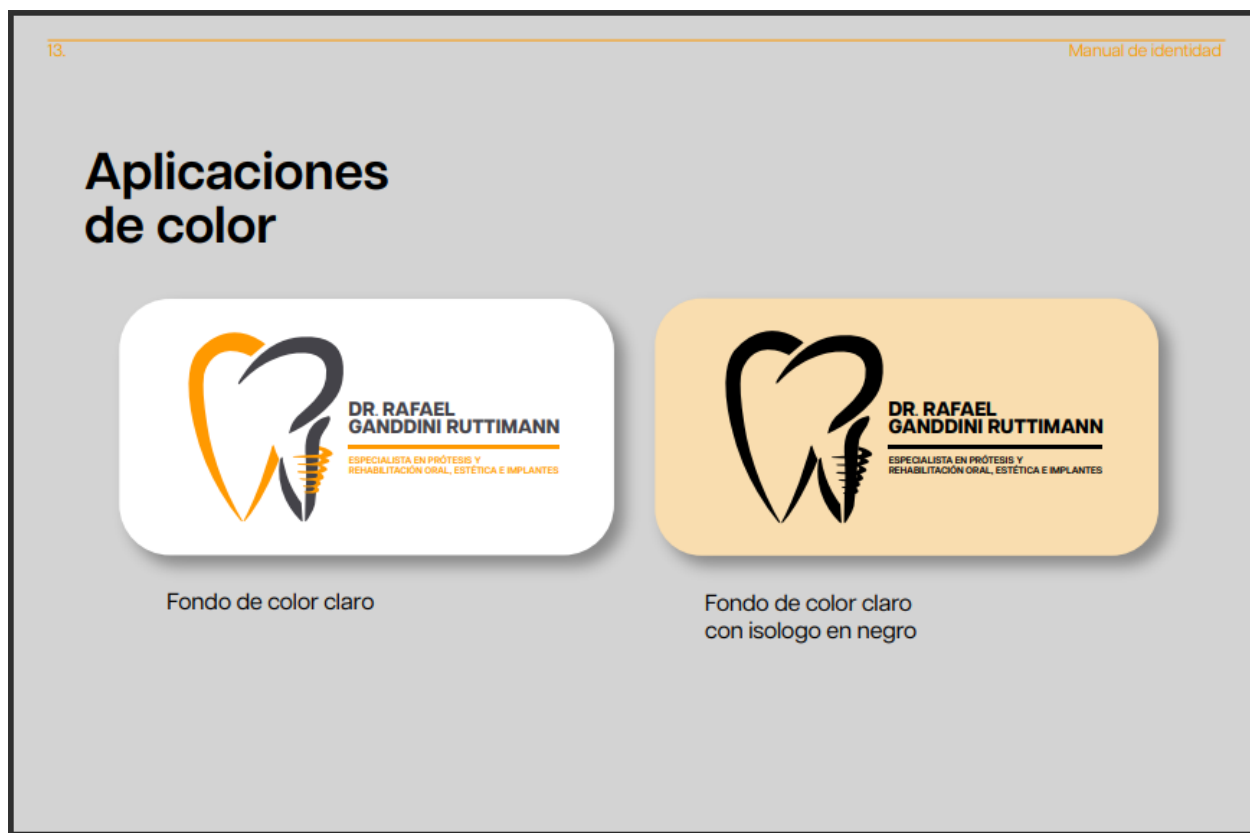 13.
Manual de identidad
Aplicaciones
de color
DR. RAFAEL
GANDDINI RUTTIMANN
ESPECIALISTA EN PRÓTESIS Y
REHABILITACIÓN ORAL, ESTÉTICA E IMPLANTES
DR. RAFAEL
GANDDINI RUTTIMANN
ESPECIALISTA EN PRÓTESIS Y
REHABILITACIÓN ORAL, ESTÉTICA E IMPLANTES
Fondo de color claro
Fondo de color claro
con isologo en negro